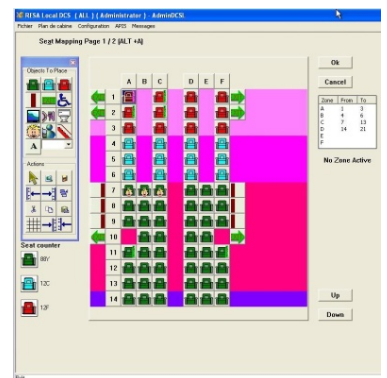 RESA Local DCS ( ALL ) ( Administrator ) - AdminDCS\
Fichier Plan de cabine Configuration AFIS Messages
Seat Mapping Page 1 / 2 (ALT +A)
Objects To Place
A
Actions
Seat counter
88Y
12C
12F
A B C D E F
1
2
3
4
5
6
7
8
9
10
11
12
13
14
Ok
Cancel
Zone From To
A 1 3
B 4 6
C 7 13
D 14 21
E
F
No Zone Active
Up
Down